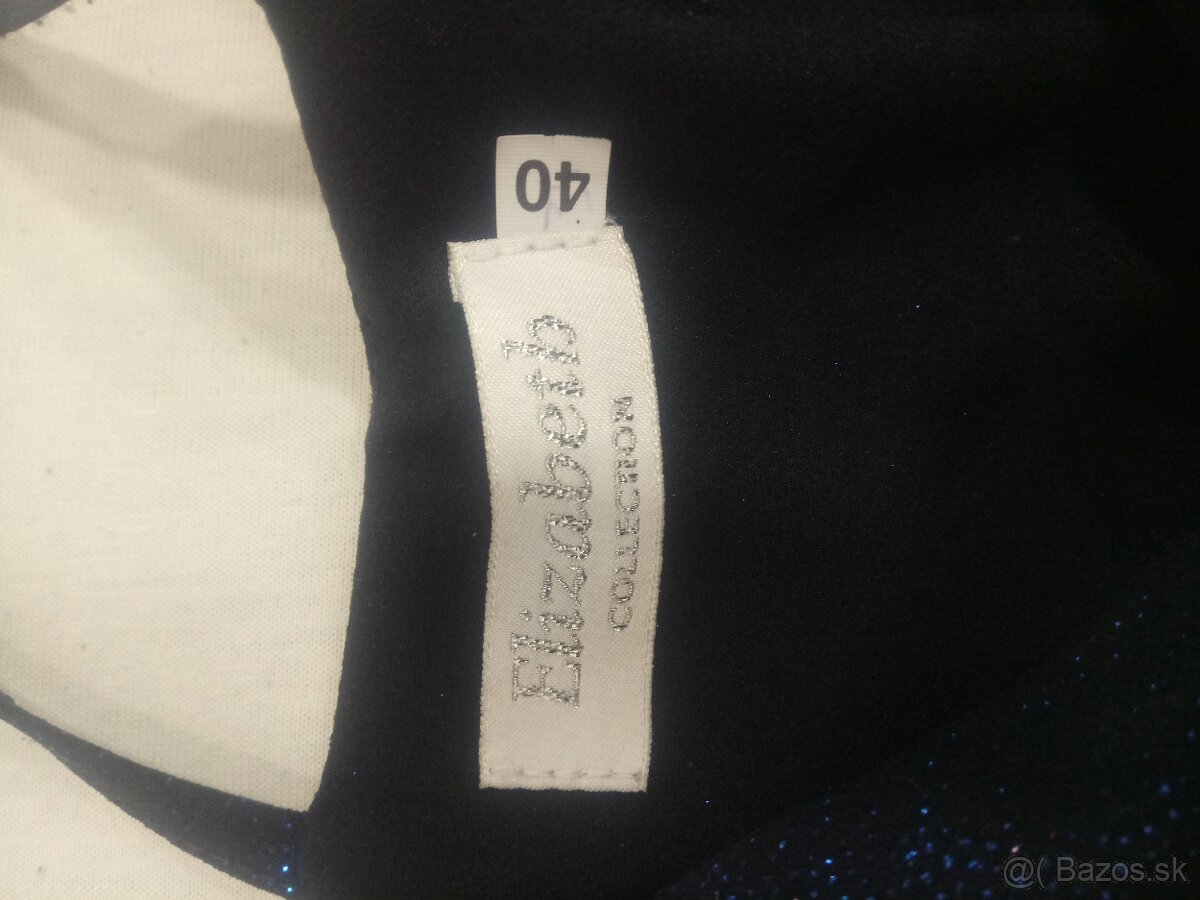 40
Elizabeth
COLLECTION
@( Bazos.sk